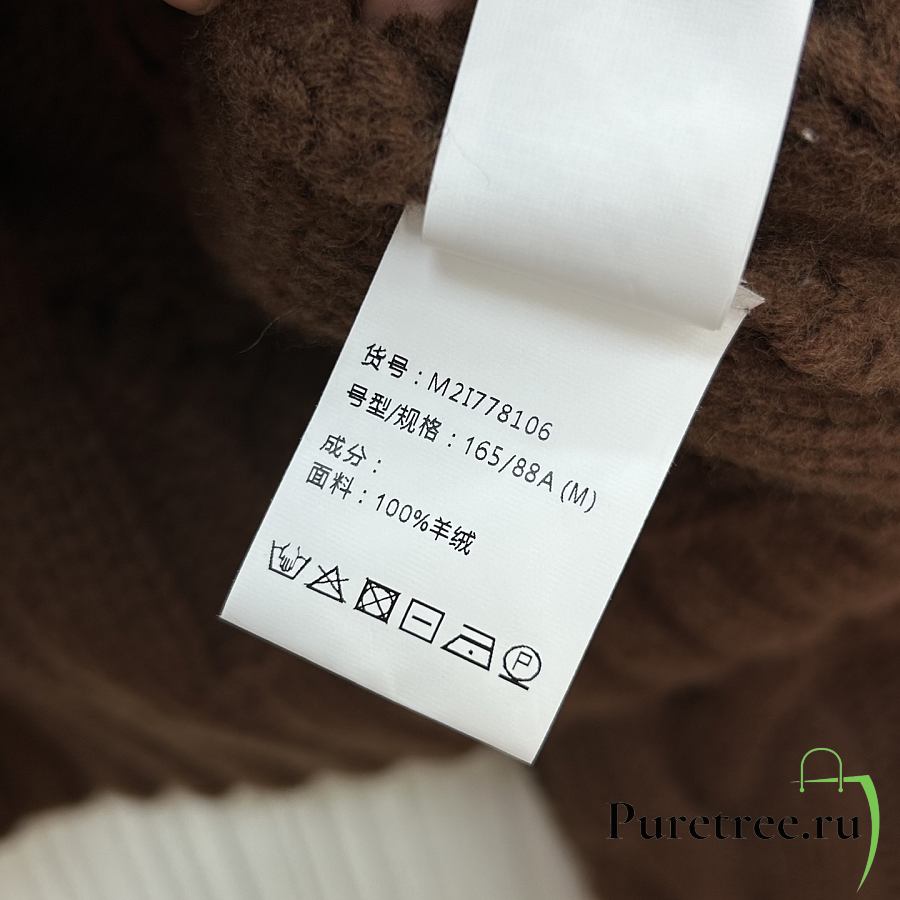 货号：M2I778106
号型/规格：165/88A (M)
成分：
面料：100%羊绒
P
Puretree.ru